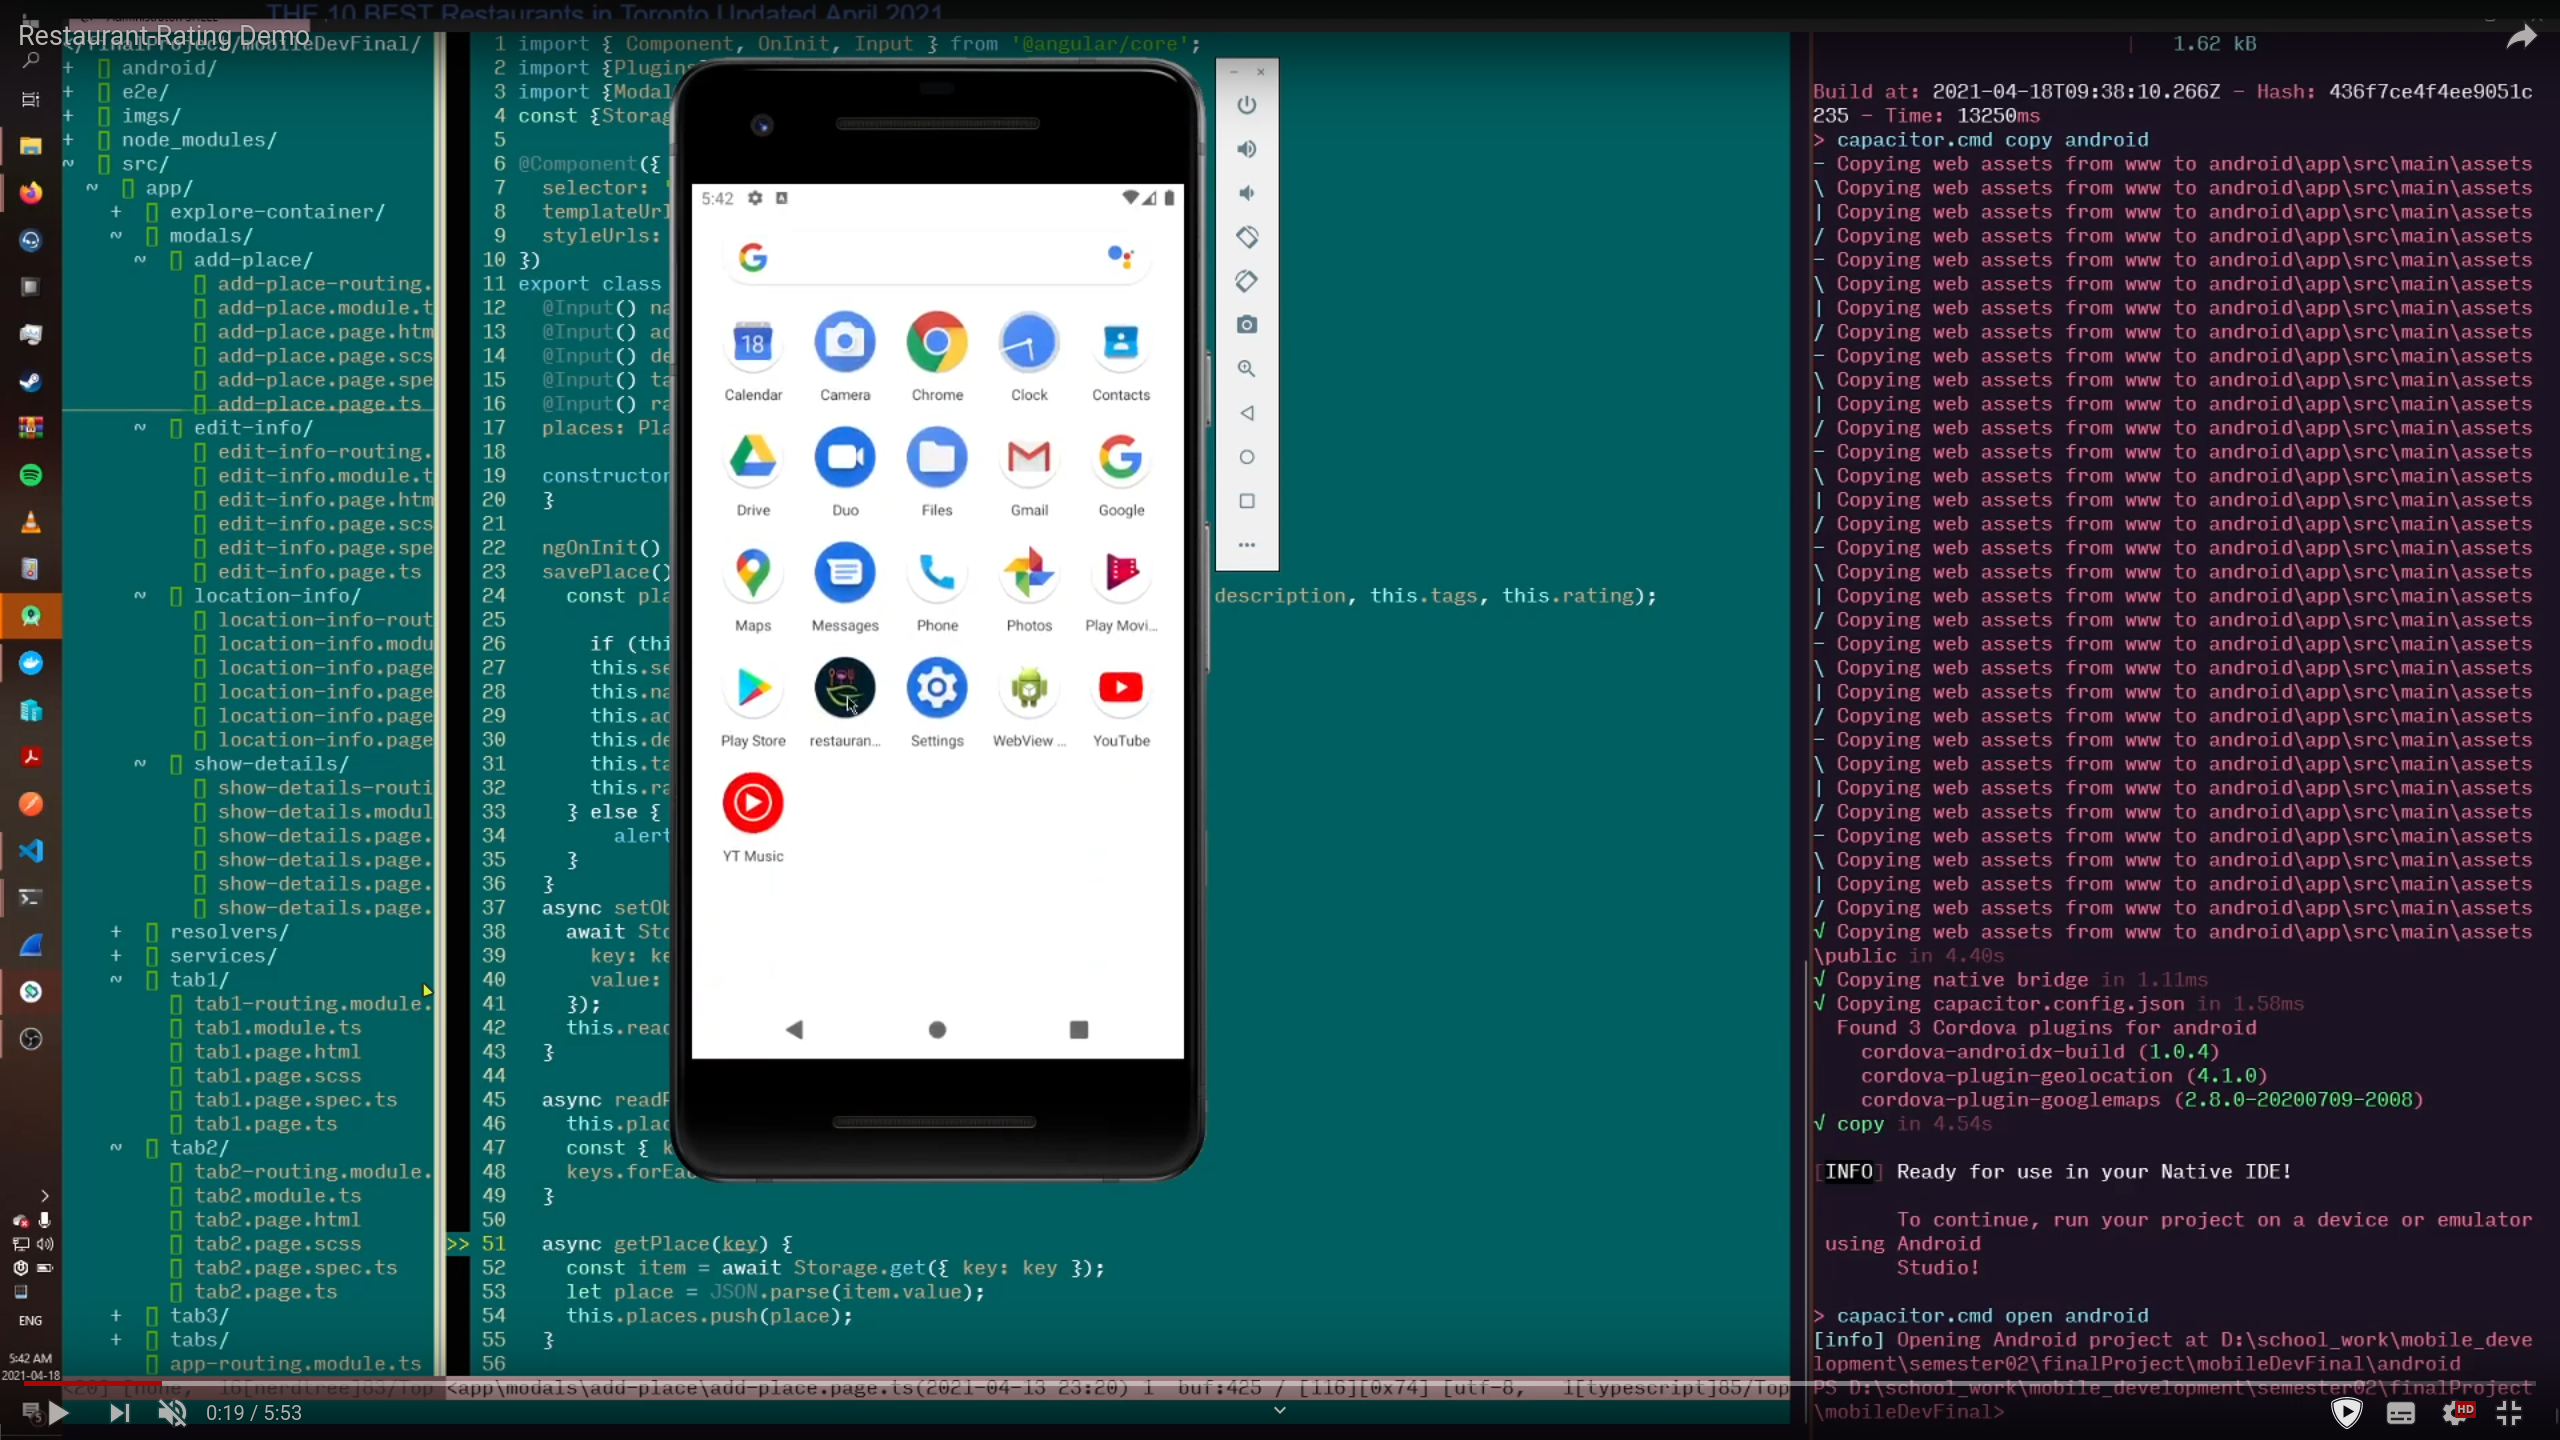 THE 10 BEST Restaurants in Toronto Updated April 2021
Restaurant-Rating Demo
</finalProject/mobileDevFinal/
+ android/
+ e2e/
+ imgs/
+ node_modules/
~ src/
~ app/
+ explore-container/
~ modals/
~ add-place/
add-place-routing.
add-place.module.t
add-place.page.htm
add-place.page.scs
add-place.page.spe
add-place.page.ts
~ edit-info/
edit-info-routing.
edit-info.module.t
edit-info.page.htm
edit-info.page.scs
edit-info.page.spe
edit-info.page.ts
~ location-info/
location-info-rout
location-info.modu
location-info.page
location-info.page
location-info.page
location-info.page
~ show-details/
show-details-routi
show-details.modul
show-details.page.
show-details.page.
show-details.page.
show-details.page.
+ resolvers/
+ services/
~ tab1/
tab1-routing.module.
tab1.module.ts
tab1.page.html
tab1.page.scss
tab1.page.spec.ts
tab1.page.ts
~ tab2/
tab2-routing.module.
tab2.module.ts
tab2.page.html
tab2.page.scss
tab2.page.spec.ts
tab2.page.ts
+ tab3/
+ tabs/
app-routing.module.ts
ENG
5:42 AM
2021-04-18
1 import { Component, OnInit, Input } from '@angular/core';
2 import {Plugins
3 import {Modal
4 const {Storag
5
6 @Component({
7 selector: '
8 templateUrl
9 styleUrls:
10 })
11 export class
12 @Input() na
13 @Input() ad
14 @Input() de
15 @Input() ta
16 @Input() ra
17 places: Pla
18
19 constructor
20 }
21
22 ngOnInit()
23 savePlace()
24 const pla description, this.tags, this.rating);
25
26 if (thi
27 this.se
28 this.na
29 this.ad
30 this.de
31 this.ta
32 this.ra
33 } else {
34 alert
35 }
36 }
37 async setOb
38 await Sto
39 key: ke
40 value:
41 });
42 this.read
43 }
44
45 async readP
46 this.plac
47 const { k
48 keys.forEac
49 }
50
>> 51 async getPlace(key) {
52 const item = await Storage.get({ key: key });
53 let place = JSON.parse(item.value);
54 this.places.push(place);
55 }
56
5:42
18
Calendar Camera Chrome Clock Contacts
Drive Duo Files Gmail Google
Maps Messages Phone Photos Play Movi...
Play Store restauran... Settings WebView ... YouTube
YT Music
| 1.62 kB
Build at: 2021-04-18T09:38:10.266Z - Hash: 436f7ce4f4ee9051c
235 - Time: 13250ms
> capacitor.cmd copy android
- Copying web assets from www to android\app\src\main\assets
\ Copying web assets from www to android\app\src\main\assets
| Copying web assets from www to android\app\src\main\assets
/ Copying web assets from www to android\app\src\main\assets
- Copying web assets from www to android\app\src\main\assets
\ Copying web assets from www to android\app\src\main\assets
| Copying web assets from www to android\app\src\main\assets
/ Copying web assets from www to android\app\src\main\assets
- Copying web assets from www to android\app\src\main\assets
\ Copying web assets from www to android\app\src\main\assets
| Copying web assets from www to android\app\src\main\assets
/ Copying web assets from www to android\app\src\main\assets
- Copying web assets from www to android\app\src\main\assets
\ Copying web assets from www to android\app\src\main\assets
| Copying web assets from www to android\app\src\main\assets
/ Copying web assets from www to android\app\src\main\assets
- Copying web assets from www to android\app\src\main\assets
\ Copying web assets from www to android\app\src\main\assets
| Copying web assets from www to android\app\src\main\assets
/ Copying web assets from www to android\app\src\main\assets
- Copying web assets from www to android\app\src\main\assets
\ Copying web assets from www to android\app\src\main\assets
| Copying web assets from www to android\app\src\main\assets
/ Copying web assets from www to android\app\src\main\assets
- Copying web assets from www to android\app\src\main\assets
\ Copying web assets from www to android\app\src\main\assets
| Copying web assets from www to android\app\src\main\assets
/ Copying web assets from www to android\app\src\main\assets
- Copying web assets from www to android\app\src\main\assets
\ Copying web assets from www to android\app\src\main\assets
| Copying web assets from www to android\app\src\main\assets
/ Copying web assets from www to android\app\src\main\assets
√ Copying web assets from www to android\app\src\main\assets
\public in 4.40s
√ Copying native bridge in 1.11ms
√ Copying capacitor.config.json in 1.58ms
Found 3 Cordova plugins for android
cordova-androidx-build (1.0.4)
cordova-plugin-geolocation (4.1.0)
cordova-plugin-googlemaps (2.8.0-20200709-2008)
√ copy in 4.54s
[INFO] Ready for use in your Native IDE!
To continue, run your project on a device or emulator
using Android
Studio!
> capacitor.cmd open android
[info] Opening Android project at D:\school_work\mobile_deve
lopment\semester02\finalProject\mobileDevFinal\android
PS D:\school_work\mobile_development\semester02\finalProject
\mobileDevFinal>
<20] [none, 16[nerdtree]83/Top <app\modals\add-place\add-place.page.ts(2021-04-13 23:20) 1 buf:425 / [116][0x74] [utf-8, 1[typescript]85/Top
0:19 / 5:53
HD